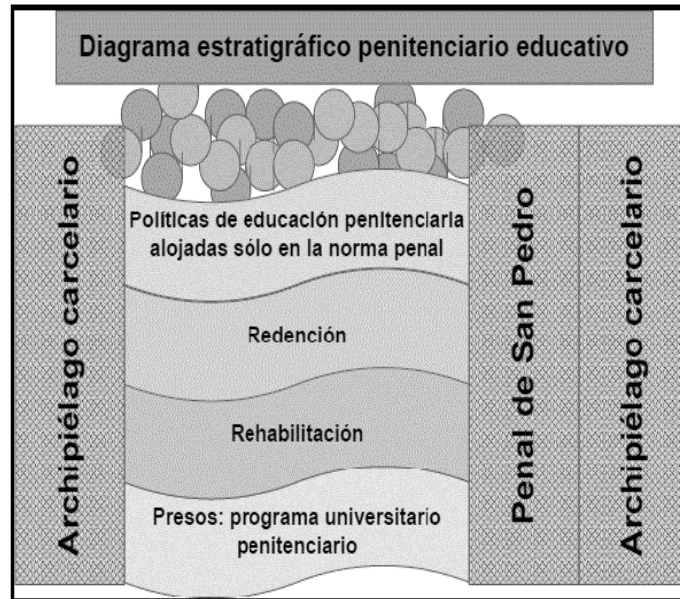 Diagrama estratigráfico penitenciario educativo
Archipiélago carcelario
Políticas de educación penitenciarla
alojadas sólo en la norma penal
Redención
Rehabilitación
Presos: programa universitario
penitenciario
Penal de San Pedro
Archipiélago carcelario